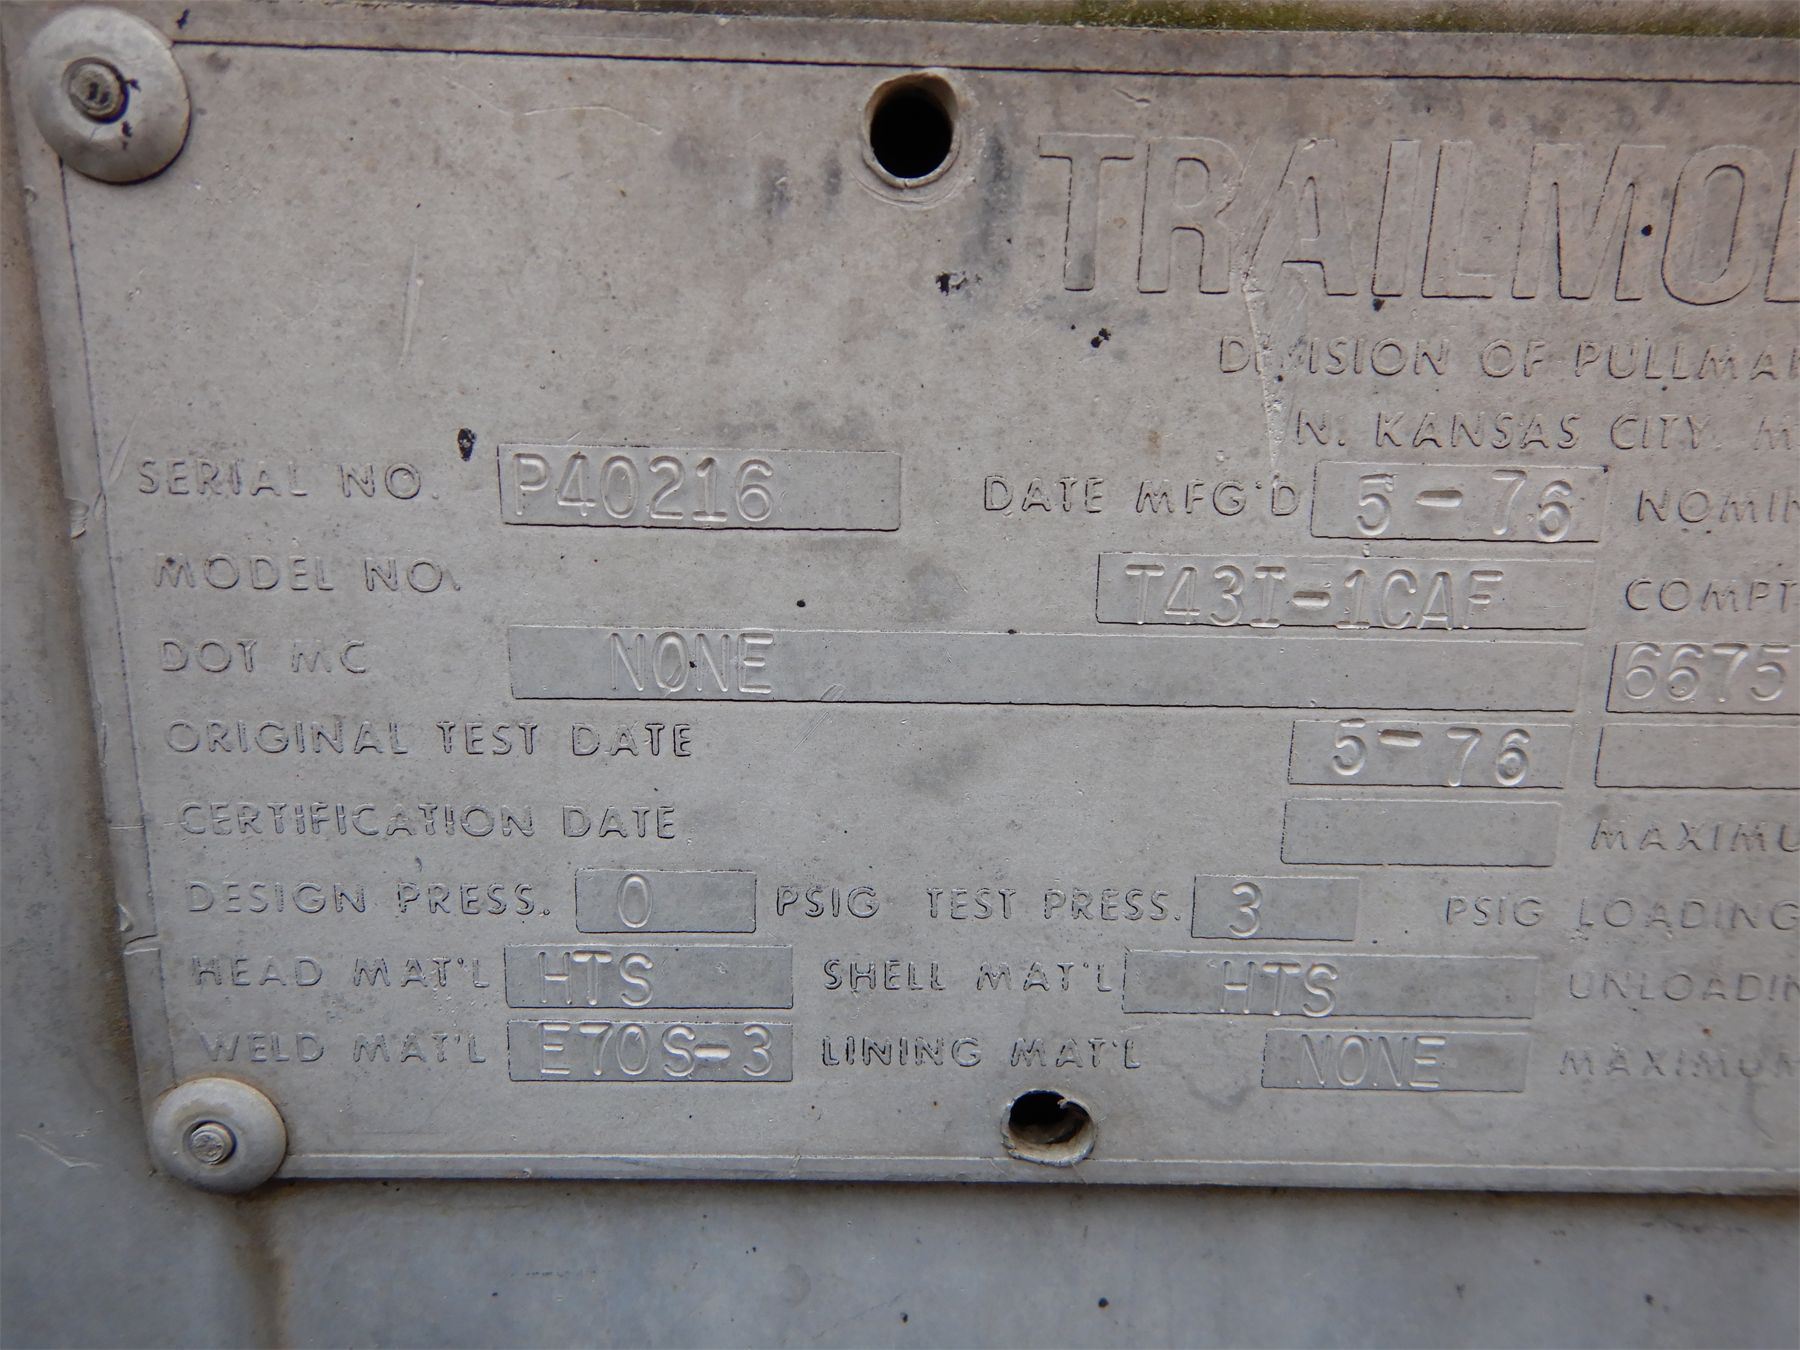 TRAILMO
DIVISION OF PULLMA
N. KANSAS CITY, M
SERIAL NO. P40216 DATE MFG'D 5-76 NOMIN
MODEL NO. T43I-1CAF COMPT
DOT MC NONE 6675
ORIGINAL TEST DATE 5-76
CERTIFICATION DATE MAXIMU
DESIGN PRESS. 0 PSIG TEST PRESS. 3 PSIG LOADING
HEAD MAT'L HTS SHELL MAT'L HTS UNLOADIN
WELD MAT'L E70S-3 LINING MAT'L NONE MAXIMUM